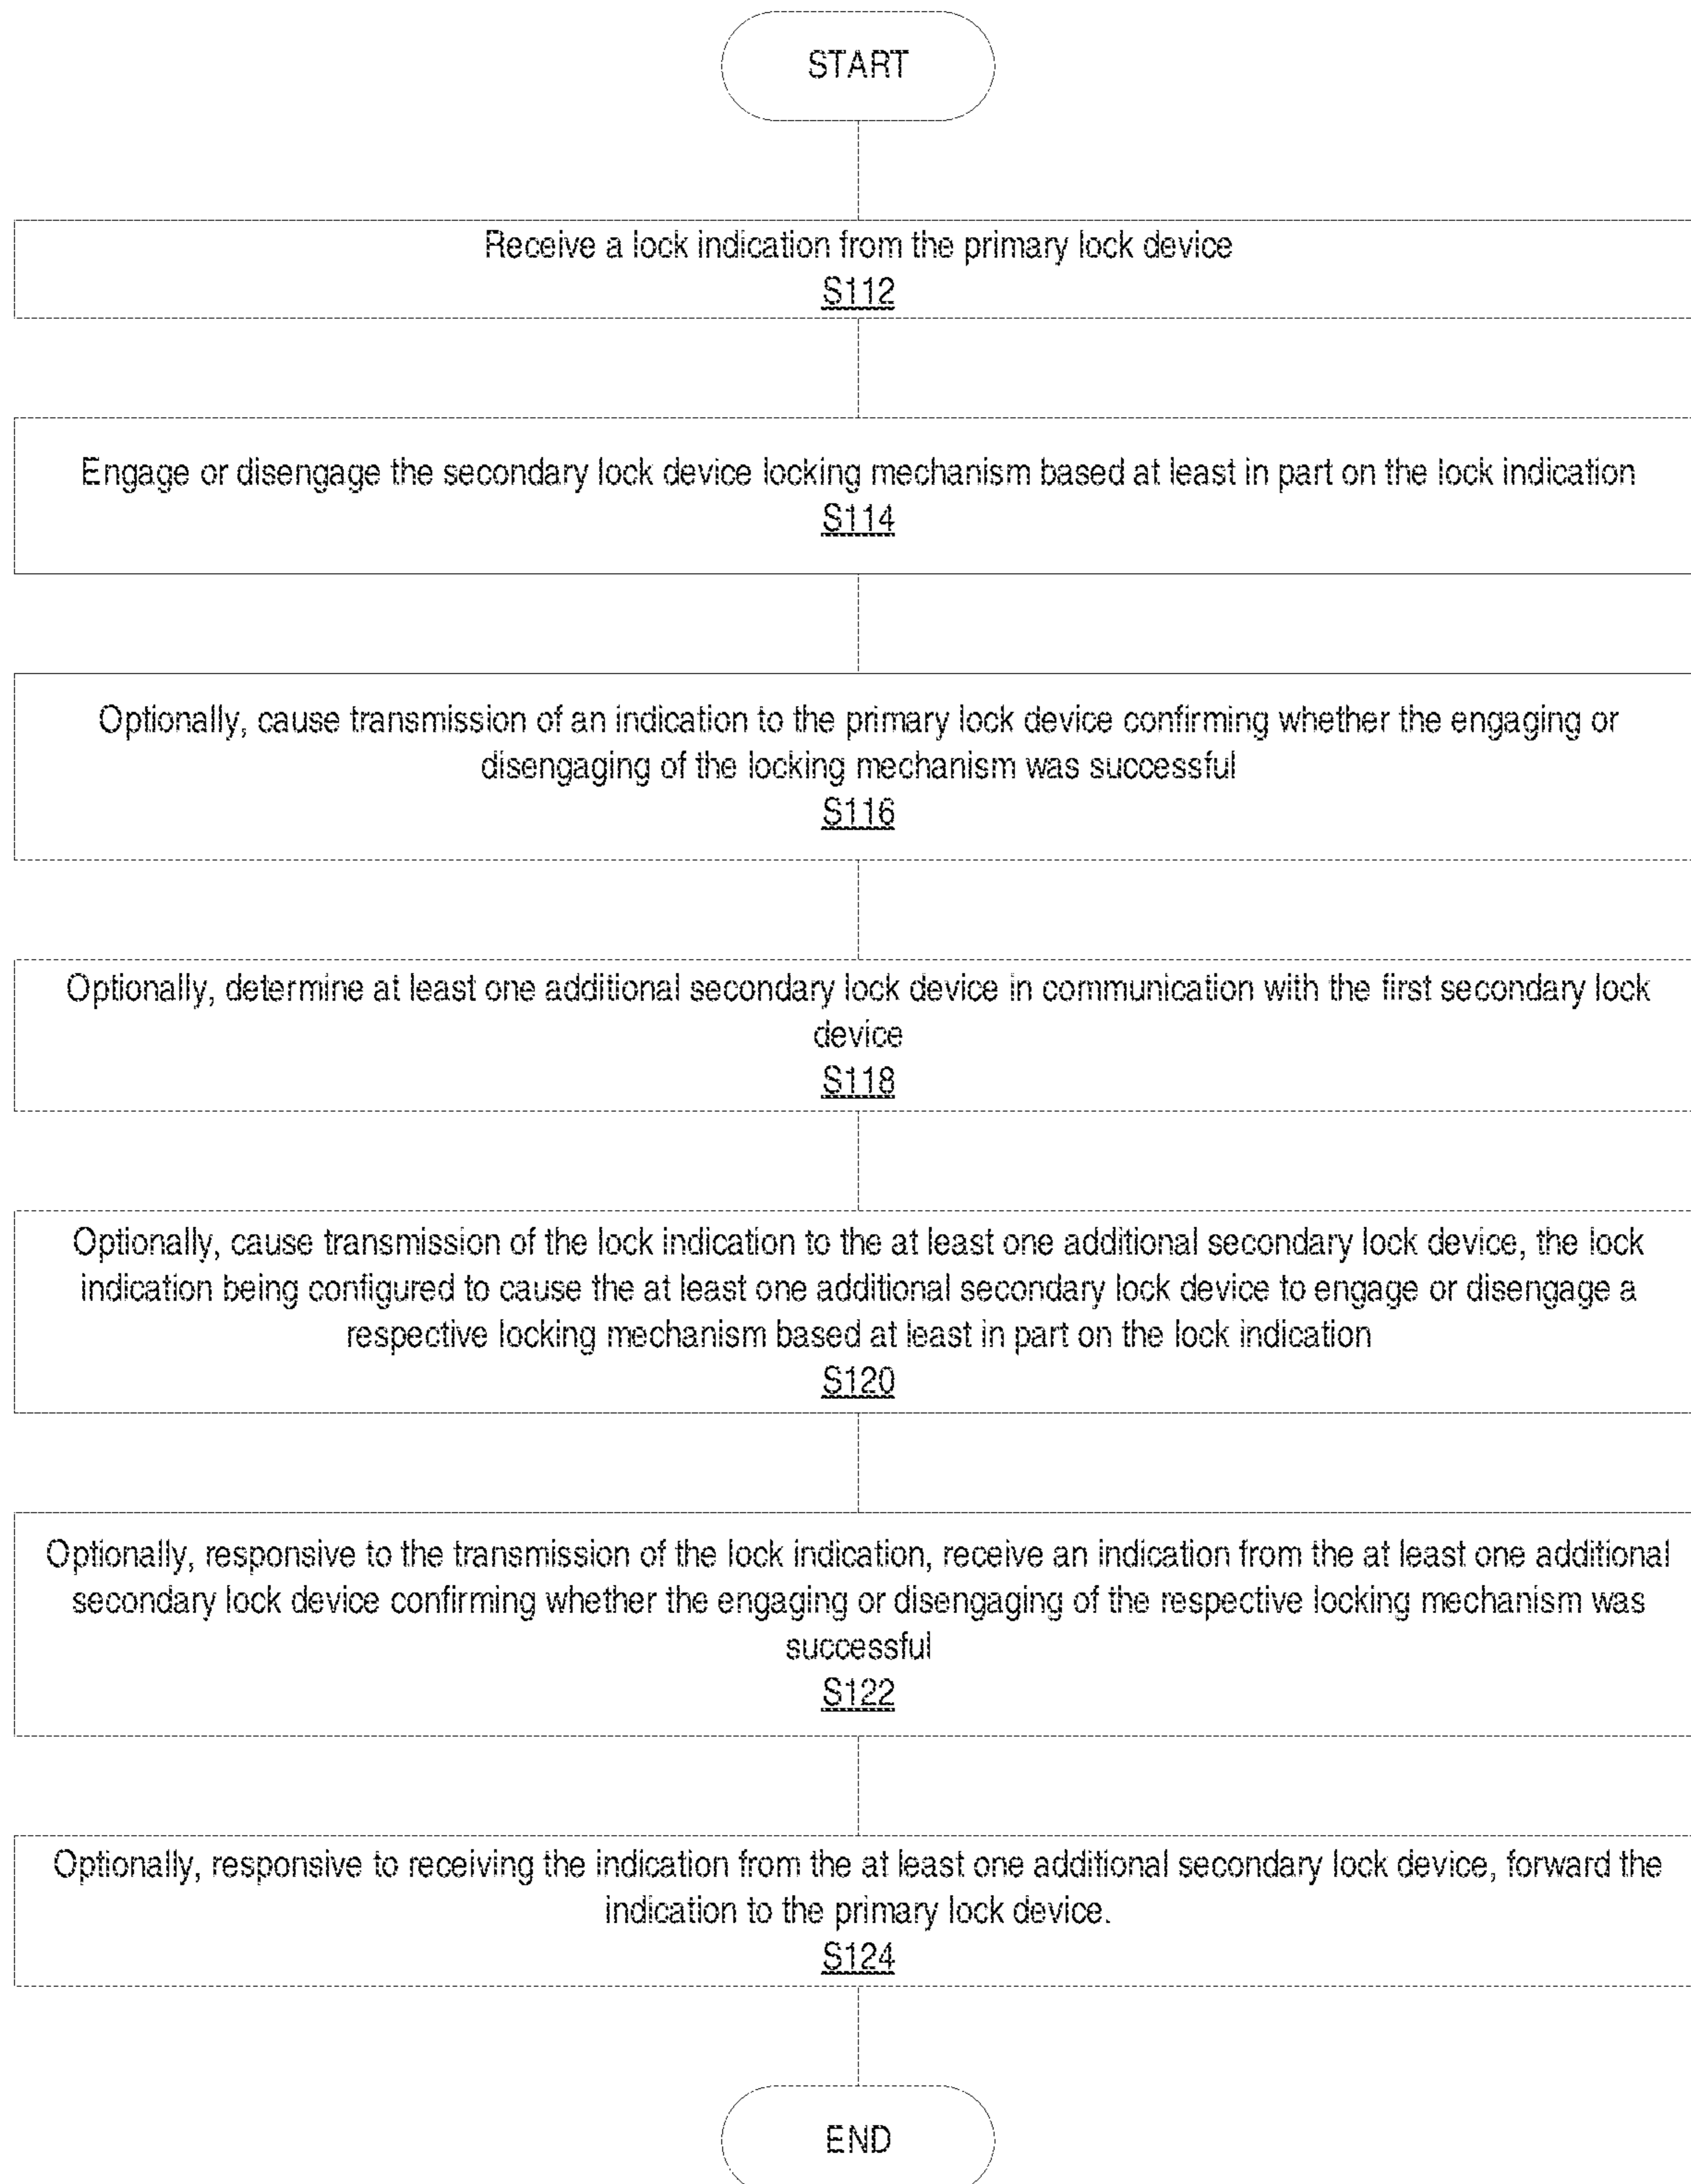 START
Receive a lock indication from the primary lock device
S112
Engage or disengage the secondary lock device locking mechanism based at least in part on the lock indication
S114
Optionally, cause transmission of an indication to the primary lock device confirming whether the engaging or
disengaging of the locking mechanism was successful
S116
Optionally, determine at least one additional secondary lock device in communication with the first secondary lock
device
S118
Optionally, cause transmission of the lock indication to the at least one additional secondary lock device, the lock
indication being configured to cause the at least one additional secondary lock device to engage or disengage a
respective locking mechanism based at least in part on the lock indication
S120
Optionally, responsive to the transmission of the lock indication, receive an indication from the at least one additional
secondary lock device confirming whether the engaging or disengaging of the respective locking mechanism was
successful
S122
Optionally, responsive to receiving the indication from the at least one additional secondary lock device, forward the
indication to the primary lock device.
S124
END